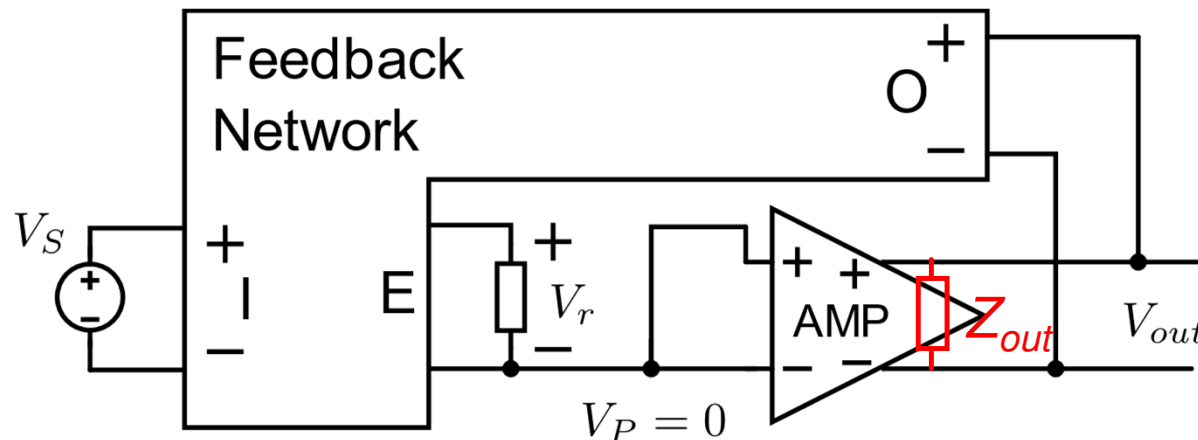 Feedback
Network
+
O
−
V_S
+
−
+
I
−
E
+
V_r
−
+
−
+
AMP
−
Z_out
V_out
V_P = 0